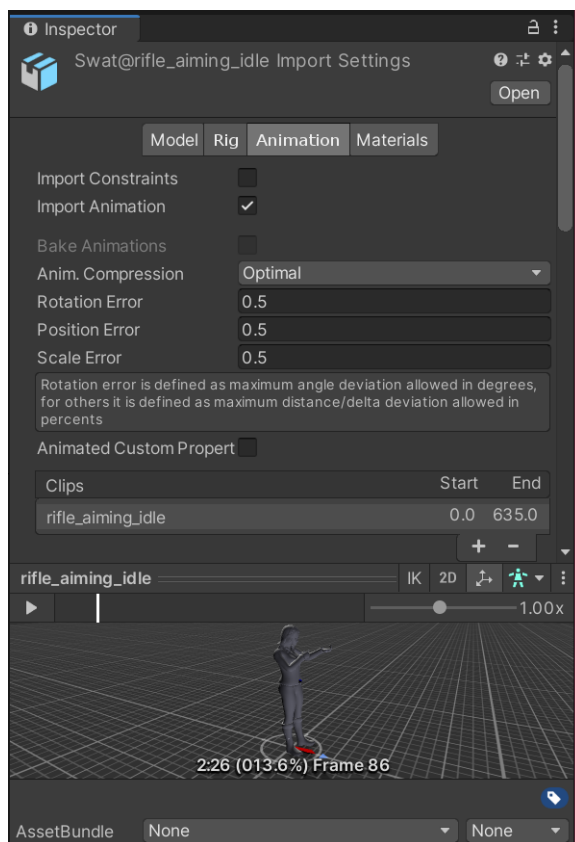 Inspector
Swat@rifle_aiming_idle Import Settings
Open
Model Rig Animation Materials
Import Constraints
Import Animation
Bake Animations
Anim. Compression Optimal
Rotation Error 0.5
Position Error 0.5
Scale Error 0.5
Rotation error is defined as maximum angle deviation allowed in degrees,
for others it is defined as maximum distance/delta deviation allowed in
percents
Animated Custom Propert
Clips Start End
rifle_aiming_idle 0.0 635.0
+ −
rifle_aiming_idle IK 2D
1.00x
2:26 (013.6%) Frame 86
AssetBundle None None